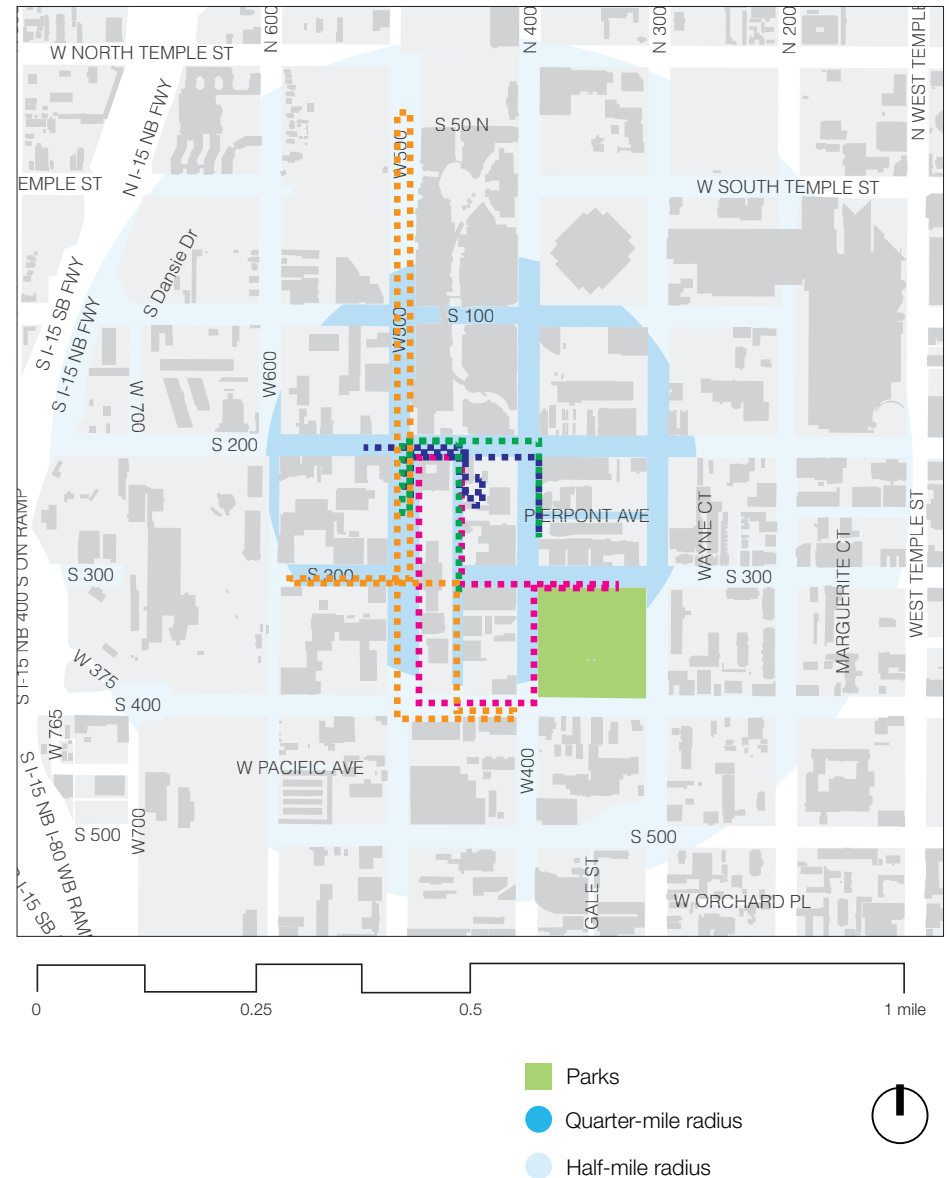 N 600
N 400
N 300
N 200
N WEST TEMPLE
W NORTH TEMPLE ST
N I-15 NB FWY
W500
S 50 N
EMPLE ST
W SOUTH TEMPLE ST
S Dansie Dr
S I-15 SB FWY
S I-15 NB FWY
W500
S 100
W600
W 700
S 200
PIERPONT AVE
WAYNE CT
MARGUERITE CT
WEST TEMPLE ST
S I-15 NB 400 S ON RAMP
S 300
S 300
S 300
W 375
S 400
W 765
W PACIFIC AVE
W400
S I-15 NB I-80 WB RAMP
S 500
W700
S 500
GALE ST
W ORCHARD PL
I-15 SB
0
0.25
0.5
1 mile
Parks
Quarter-mile radius
Half-mile radius